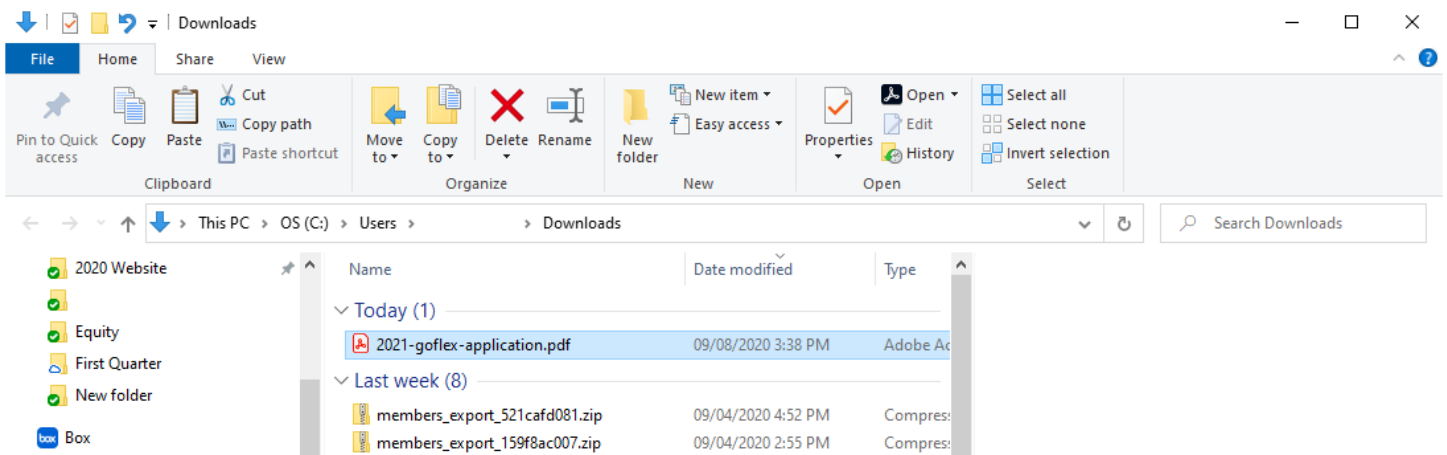 Downloads
File Home Share View
Pin to Quick access
Copy
Paste
Cut
Copy path
Paste shortcut
Clipboard
Move to
Copy to
Delete
Rename
Organize
New folder
New item
Easy access
New
Properties
Open
Edit
History
Open
Select all
Select none
Invert selection
Select
This PC > OS (C:) > Users > > Downloads
Search Downloads
2020 Website
Equity
First Quarter
New folder
box Box
Name Date modified Type
Today (1)
2021-goflex-application.pdf 09/08/2020 3:38 PM Adobe Ac
Last week (8)
members_export_521cafd081.zip 09/04/2020 4:52 PM Compres
members_export_159f8ac007.zip 09/04/2020 2:55 PM Compres